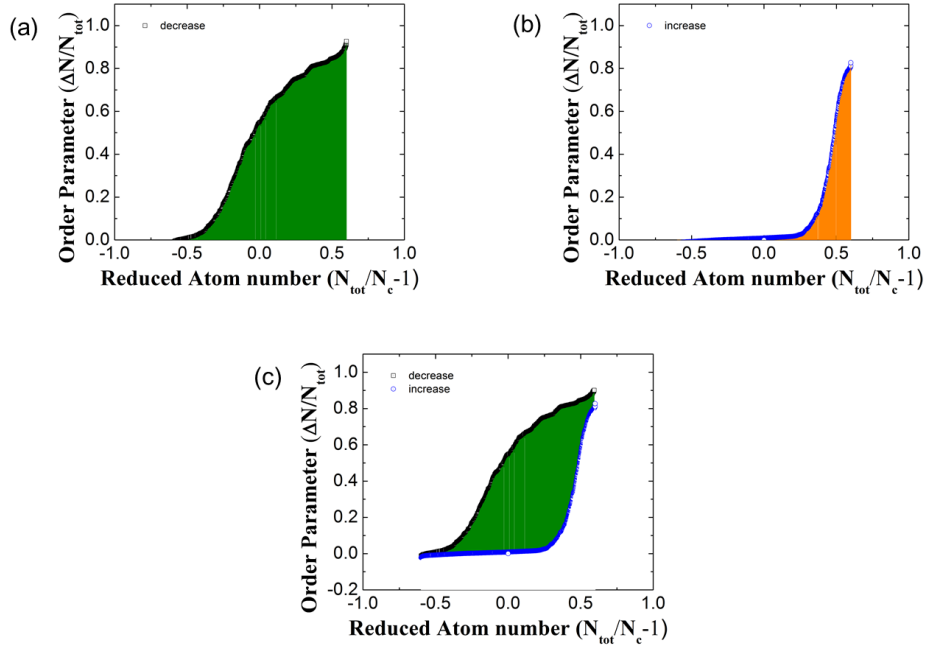 (a)
Order Parameter (ΔN/N_tot)
1.0
0.8
0.6
0.4
0.2
0.0
decrease
-1.0 -0.5 0.0 0.5 1.0
Reduced Atom number (N_tot/N_c-1)
(b)
Order Parameter (ΔN/N_tot)
1.0
0.8
0.6
0.4
0.2
0.0
increase
-1.0 -0.5 0.0 0.5 1.0
Reduced Atom number (N_tot/N_c-1)
(c)
Order Parameter (ΔN/N_tot)
1.0
0.8
0.6
0.4
0.2
0.0
-0.2
decrease
increase
-1.0 -0.5 0.0 0.5 1.0
Reduced Atom number (N_tot/N_c-1)